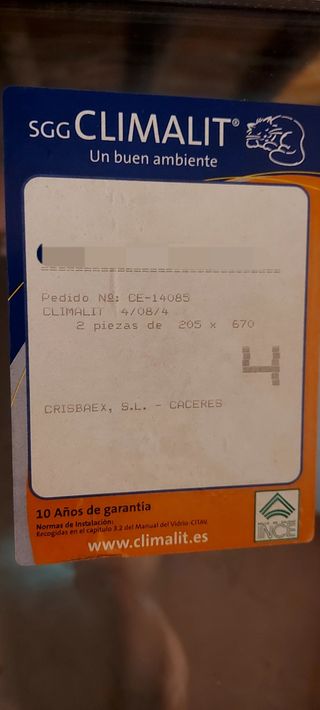 SGG CLIMALIT®
Un buen ambiente
Pedido Nº: CE-14085
CLIMALIT 4/08/4
2 piezas de 205 x 670
4
CRISBAEX, S.L. - CACERES
10 Años de garantía
Normas de Instalación:
Recogidas en el capítulo 3.2 del Manual del Vidrio-CITAV.
www.climalit.es
INCE